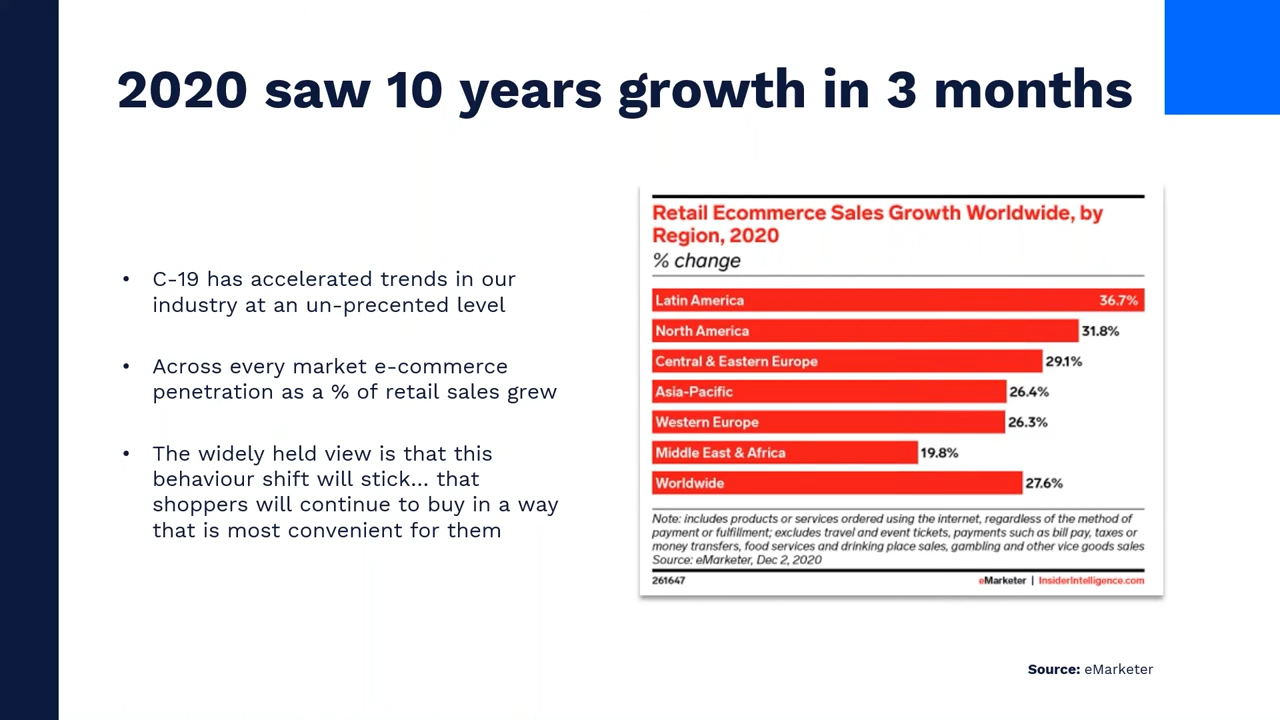 2020 saw 10 years growth in 3 months
• C-19 has accelerated trends in our
industry at an un-precented level
• Across every market e-commerce
penetration as a % of retail sales grew
• The widely held view is that this
behaviour shift will stick... that
shoppers will continue to buy in a way
that is most convenient for them
Retail Ecommerce Sales Growth Worldwide, by
Region, 2020
% change
Latin America 36.7%
North America 31.8%
Central & Eastern Europe 29.1%
Asia-Pacific 26.4%
Western Europe 26.3%
Middle East & Africa 19.8%
Worldwide 27.6%
Note: includes products or services ordered using the internet, regardless of the method of
payment or fulfillment; excludes travel and event tickets, payments such as bill pay, taxes or
money transfers, food services and drinking place sales, gambling and other vice goods sales
Source: eMarketer, Dec 2, 2020
261647 eMarketer | InsiderIntelligence.com
Source: eMarketer